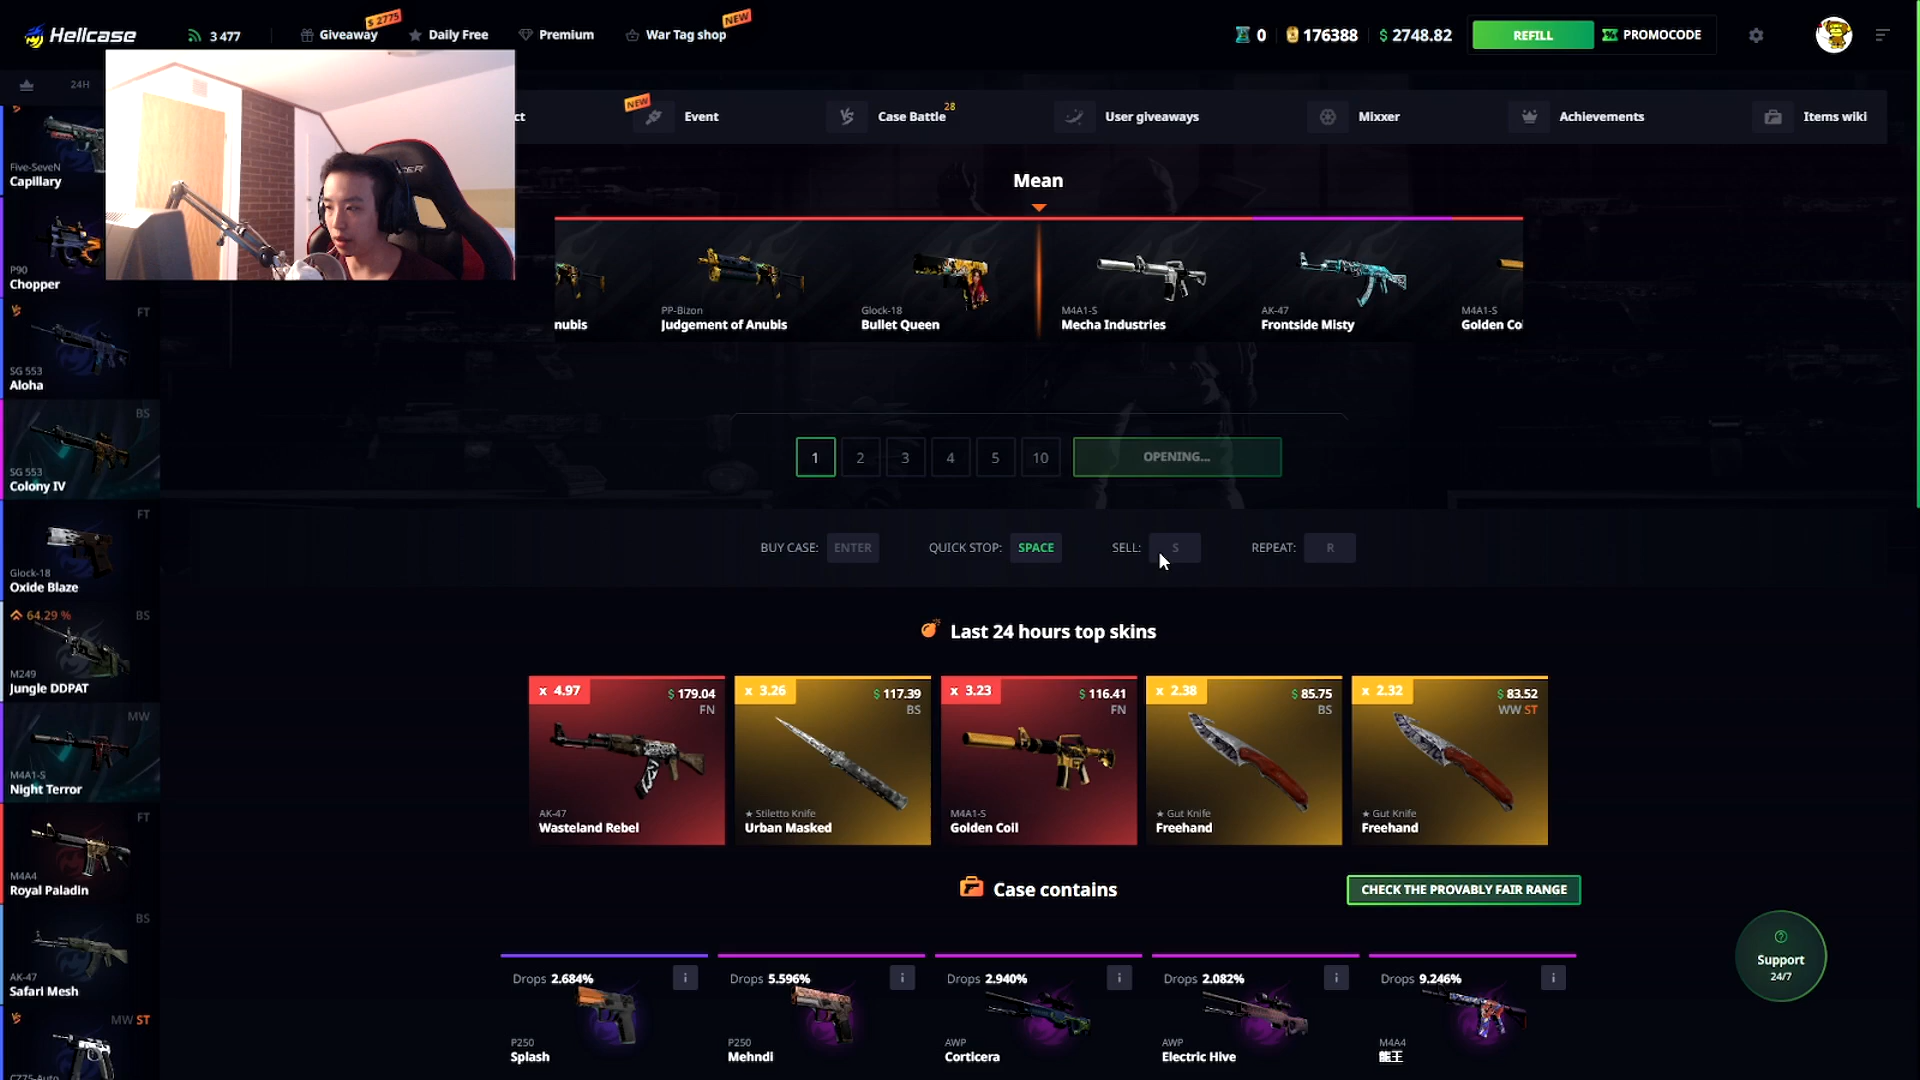 Hellcase
3 477
Giveaway
$ 2775
Daily Free
Premium
War Tag shop
NEW
0
176388
$ 2748.82
REFILL
PROMOCODE
24H
ct
NEW
Event
Case Battle
28
User giveaways
Mixxer
Achievements
Items wiki
Mean
nubis
PP-Bizon
Judgement of Anubis
Glock-18
Bullet Queen
M4A1-S
Mecha Industries
AK-47
Frontside Misty
M4A1-S
Golden Co
1
2
3
4
5
10
OPENING...
BUY CASE: ENTER
QUICK STOP: SPACE
SELL: S
REPEAT: R
Last 24 hours top skins
x 4.97
$ 179.04
FN
AK-47
Wasteland Rebel
x 3.26
$ 117.39
BS
★ Stiletto Knife
Urban Masked
x 3.23
$ 116.41
FN
M4A1-S
Golden Coil
x 2.38
$ 85.75
BS
★ Gut Knife
Freehand
x 2.32
$ 83.52
WW ST
★ Gut Knife
Freehand
Case contains
CHECK THE PROVABLY FAIR RANGE
Drops 2.684%
i
P250
Splash
Drops 5.596%
i
P250
Mehndi
Drops 2.940%
i
AWP
Corticera
Drops 2.082%
i
AWP
Electric Hive
Drops 9.246%
i
M4A4
龍王
Support
24/7
Five-SeveN
Capillary
P90
Chopper
FT
SG 553
Aloha
BS
SG 553
Colony IV
FT
Glock-18
Oxide Blaze
64.29 %
BS
M249
Jungle DDPAT
MW
M4A1-S
Night Terror
FT
M4A4
Royal Paladin
BS
AK-47
Safari Mesh
MW ST
CZ75-Auto